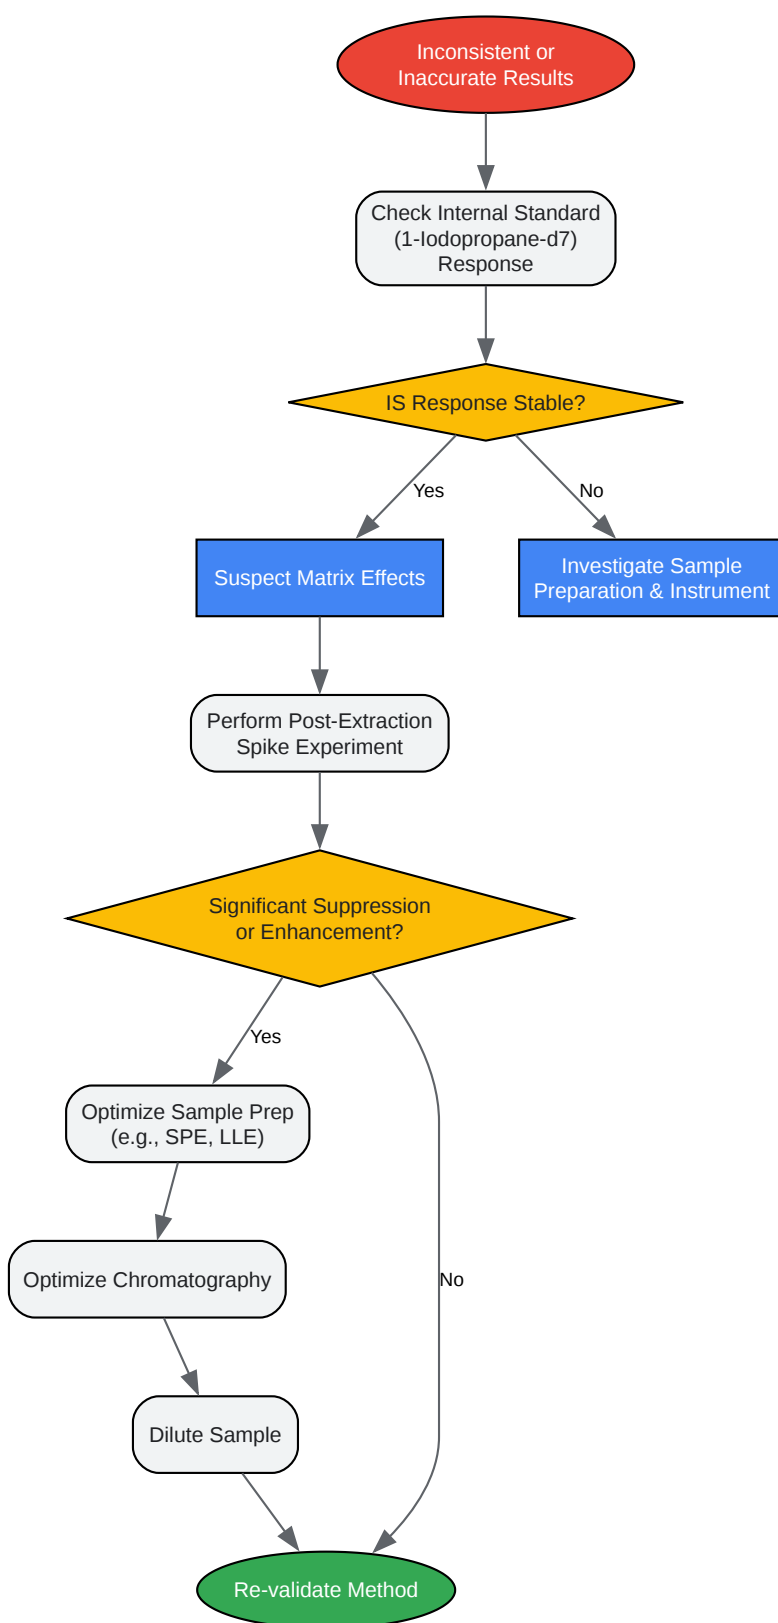 Inconsistent or
Inaccurate Results
Check Internal Standard
(1-Iodopropane-d7)
Response
IS Response Stable?
Yes
No
Suspect Matrix Effects
Investigate Sample
Preparation & Instrument
Perform Post-Extraction
Spike Experiment
Significant Suppression
or Enhancement?
Yes
Optimize Sample Prep
(e.g., SPE, LLE)
Optimize Chromatography
No
Dilute Sample
Re-validate Method